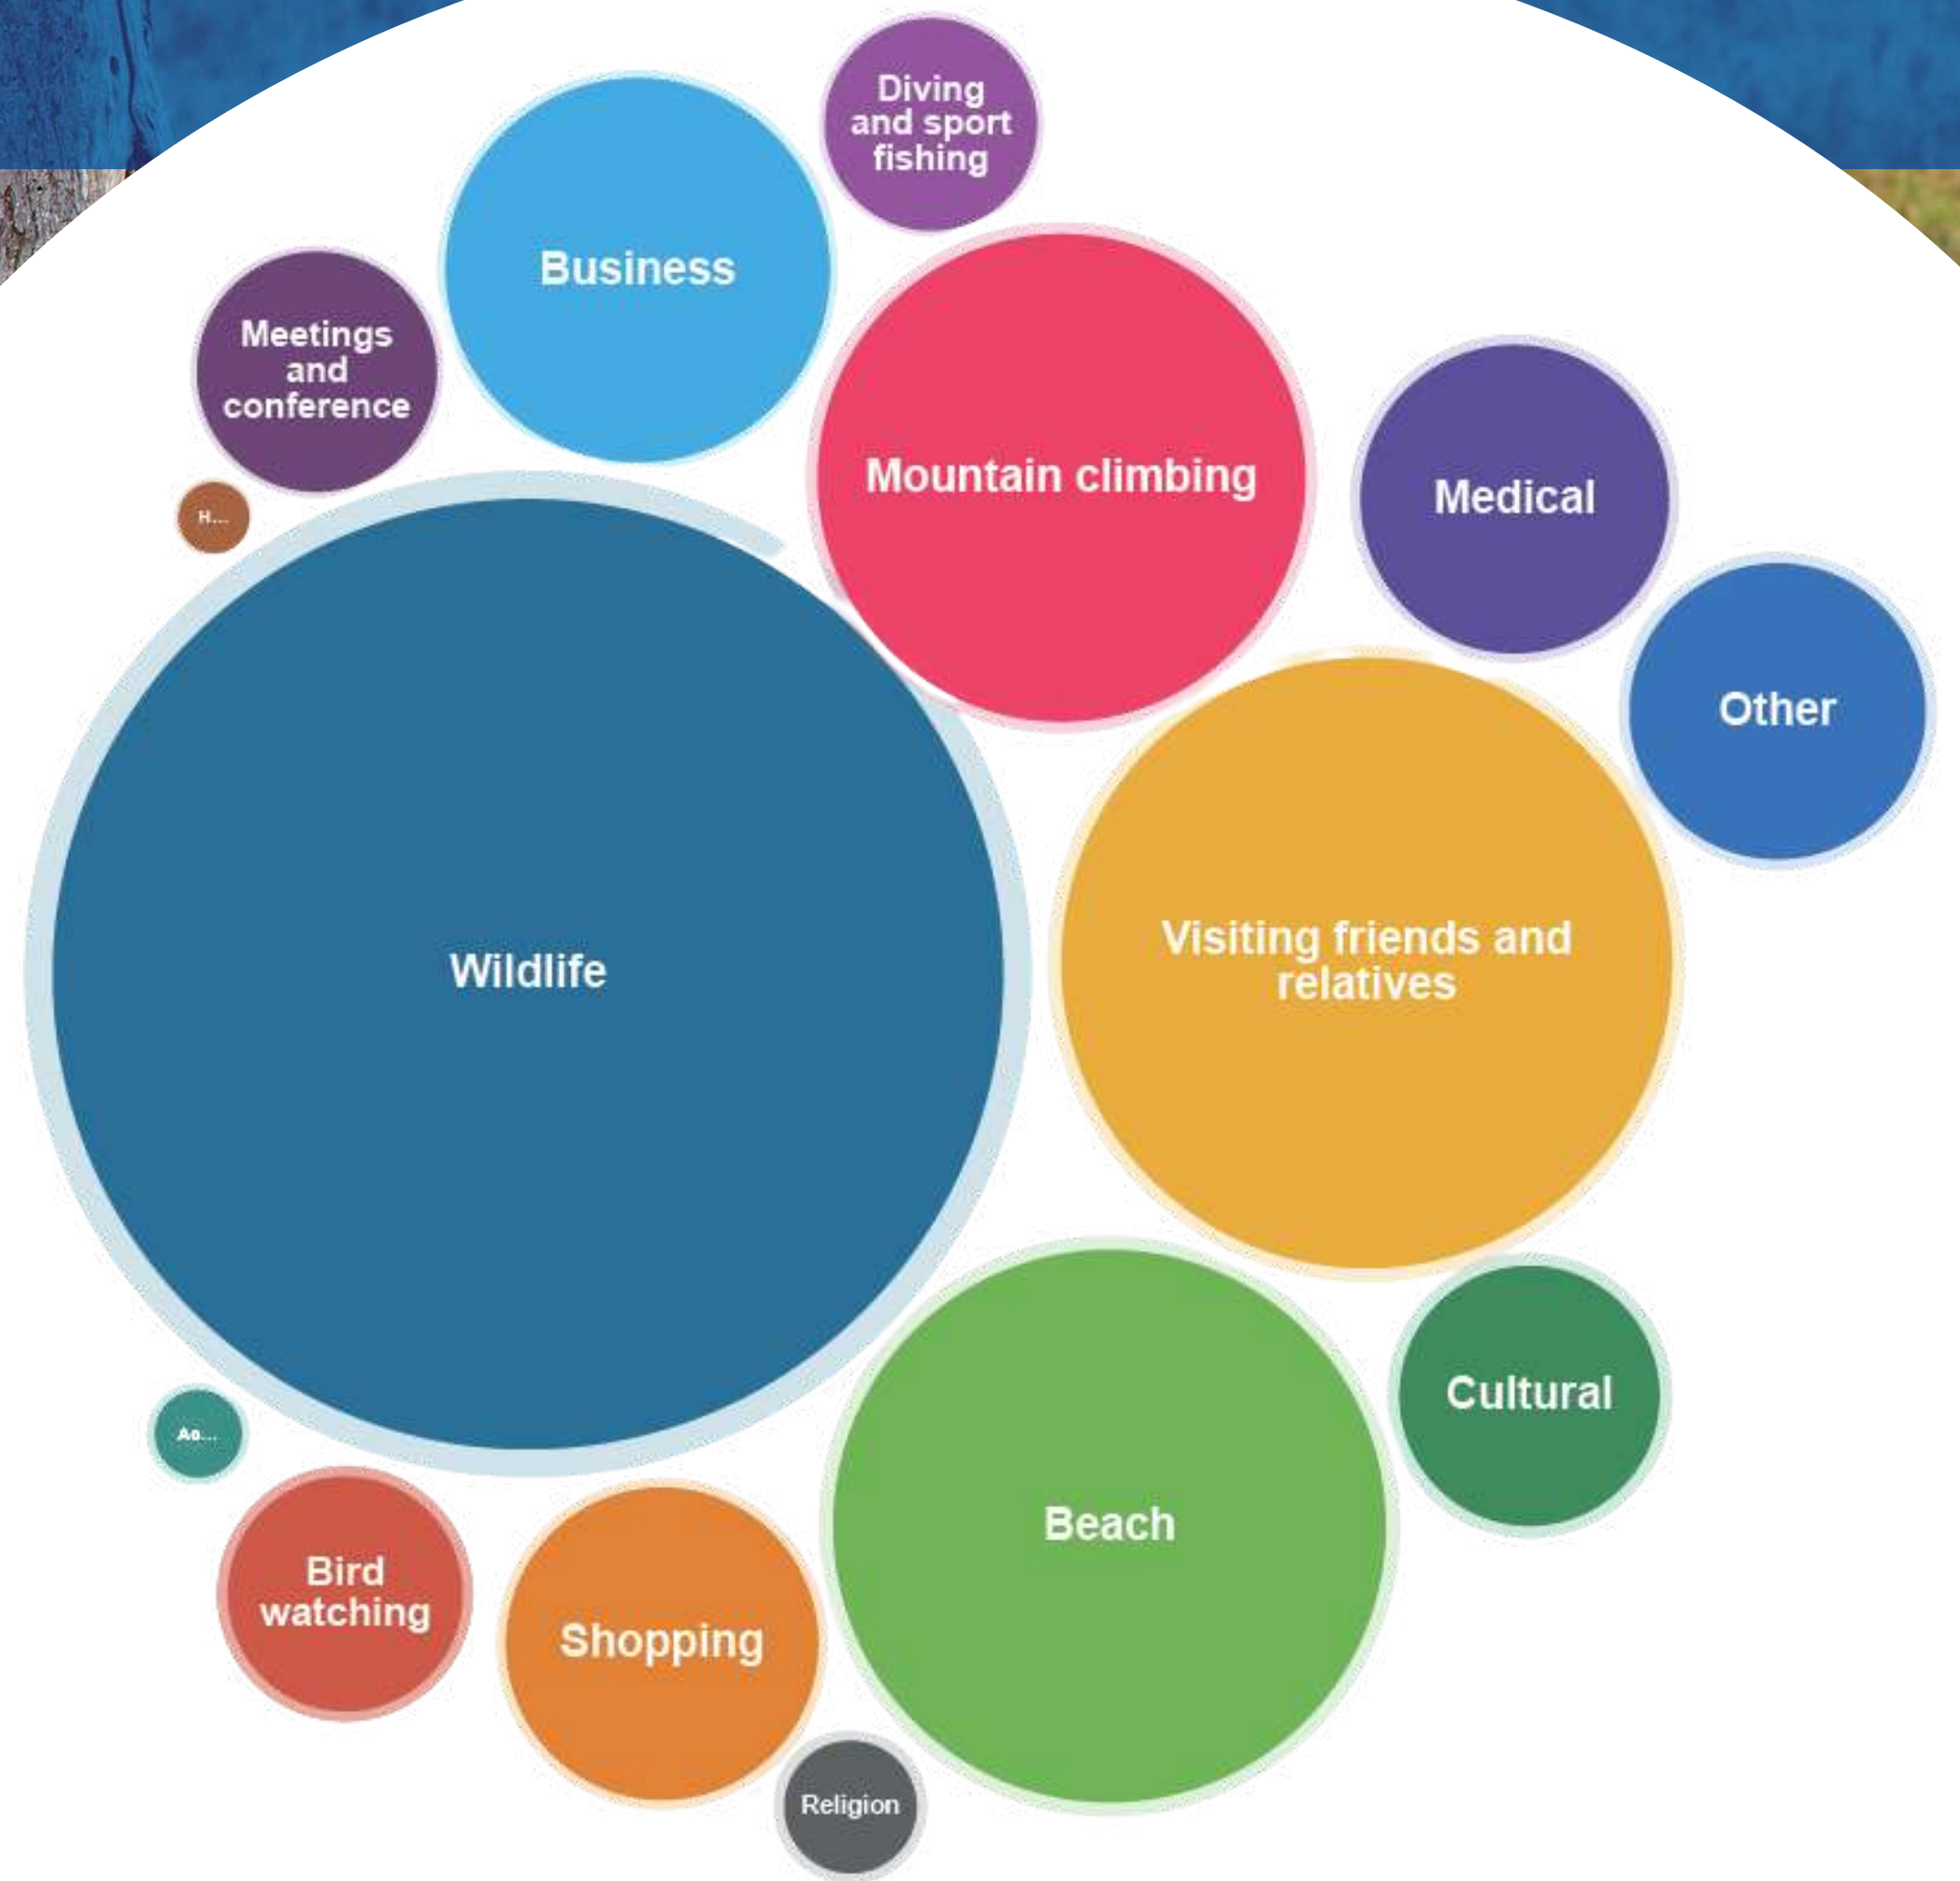 Diving
and sport
fishing
Business
Meetings
and
conference
Mountain climbing
Medical
H...
Other
Visiting friends and
relatives
Wildlife
Cultural
Ac...
Beach
Bird
watching
Shopping
Religion